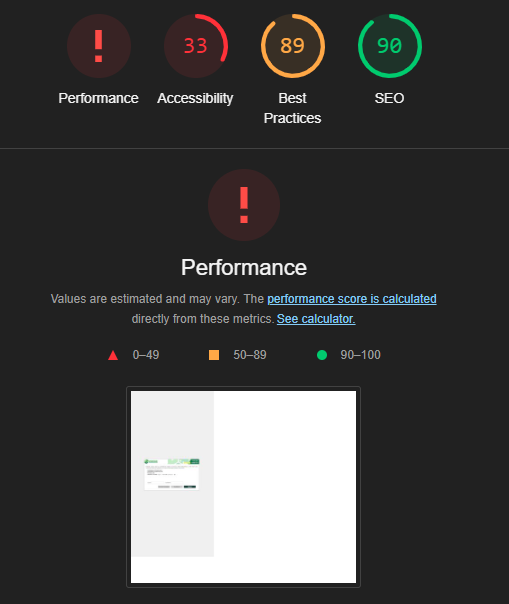 !
33
89
90
Performance
Accessibility
Best
Practices
SEO
!
Performance
Values are estimated and may vary. The performance score is calculated
directly from these metrics. See calculator.
0–49
50–89
90–100